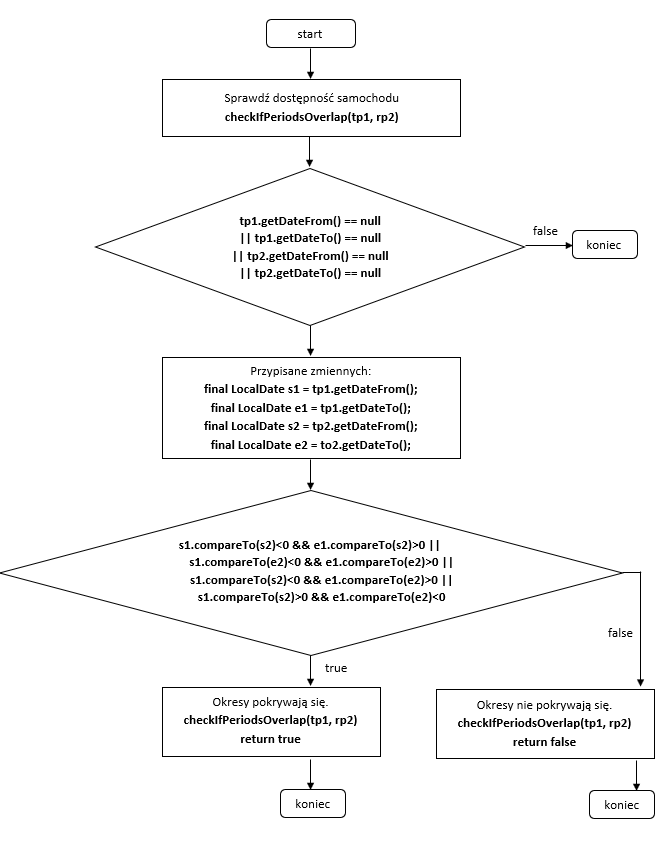 start
Sprawdź dostępność samochodu
checkIfPeriodsOverlap(tp1, rp2)
tp1.getDateFrom() == null
|| tp1.getDateTo() == null
|| tp2.getDateFrom() == null
|| tp2.getDateTo() == null
false
koniec
Przypisane zmiennych:
final LocalDate s1 = tp1.getDateFrom();
final LocalDate e1 = tp1.getDateTo();
final LocalDate s2 = tp2.getDateFrom();
final LocalDate e2 = to2.getDateTo();
s1.compareTo(s2)<0 && e1.compareTo(s2)>0 ||
s1.compareTo(e2)<0 && e1.compareTo(e2)>0 ||
s1.compareTo(s2)<0 && e1.compareTo(e2)>0 ||
s1.compareTo(s2)>0 && e1.compareTo(e2)<0
false
true
Okresy pokrywają się.
checkIfPeriodsOverlap(tp1, rp2)
return true
Okresy nie pokrywają się.
checkIfPeriodsOverlap(tp1, rp2)
return false
koniec
koniec